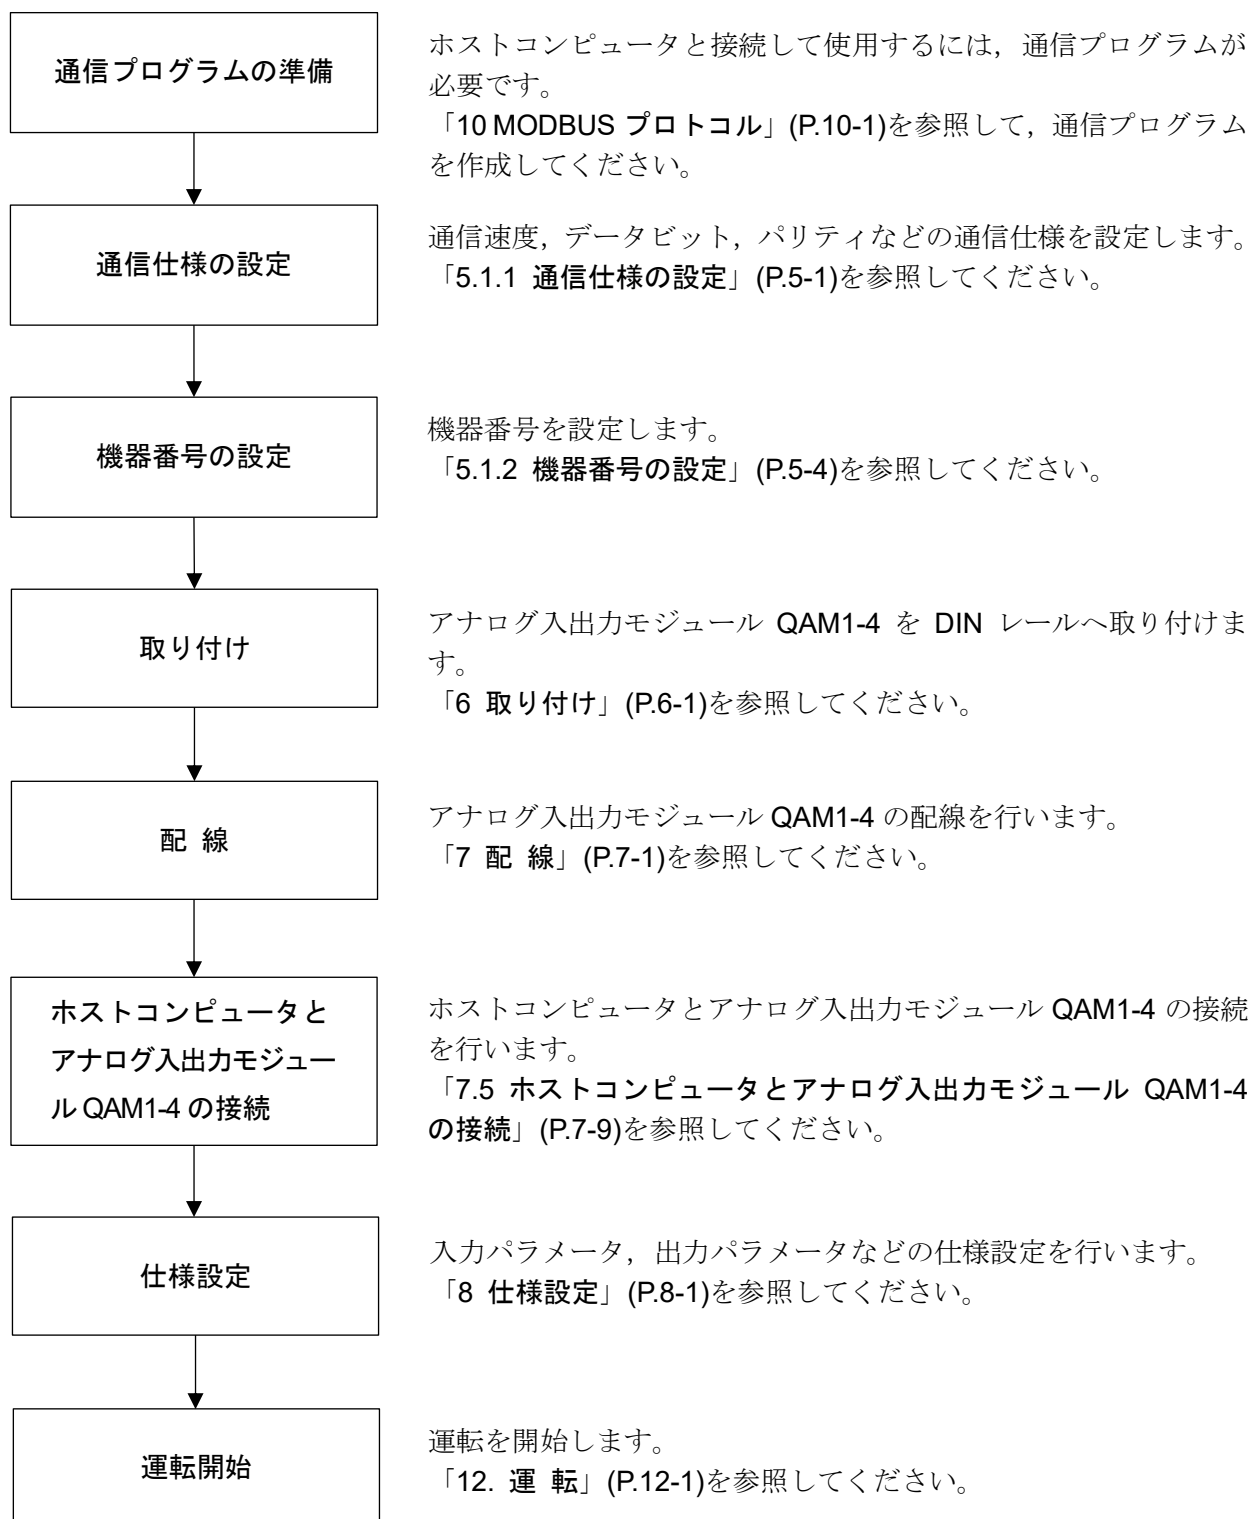 通信プログラムの準備
ホストコンピュータと接続して使用するには，通信プログラムが
必要です。
「10 MODBUS プロトコル」(P.10-1)を参照して，通信プログラム
を作成してください。
通信仕様の設定
通信速度，データビット，パリティなどの通信仕様を設定します。
「5.1.1 通信仕様の設定」(P.5-1)を参照してください。
機器番号の設定
機器番号を設定します。
「5.1.2 機器番号の設定」(P.5-4)を参照してください。
取り付け
アナログ入出力モジュール QAM1-4 を DIN レールへ取り付けま
す。
「6 取り付け」(P.6-1)を参照してください。
配 線
アナログ入出力モジュール QAM1-4 の配線を行います。
「7 配 線」(P.7-1)を参照してください。
ホストコンピュータと
アナログ入出力モジュー
ル QAM1-4 の接続
ホストコンピュータとアナログ入出力モジュール QAM1-4 の接続
を行います。
「7.5 ホストコンピュータとアナログ入出力モジュール QAM1-4
の接続」(P.7-9)を参照してください。
仕様設定
入力パラメータ，出力パラメータなどの仕様設定を行います。
「8 仕様設定」(P.8-1)を参照してください。
運転開始
運転を開始します。
「12. 運 転」(P.12-1)を参照してください。